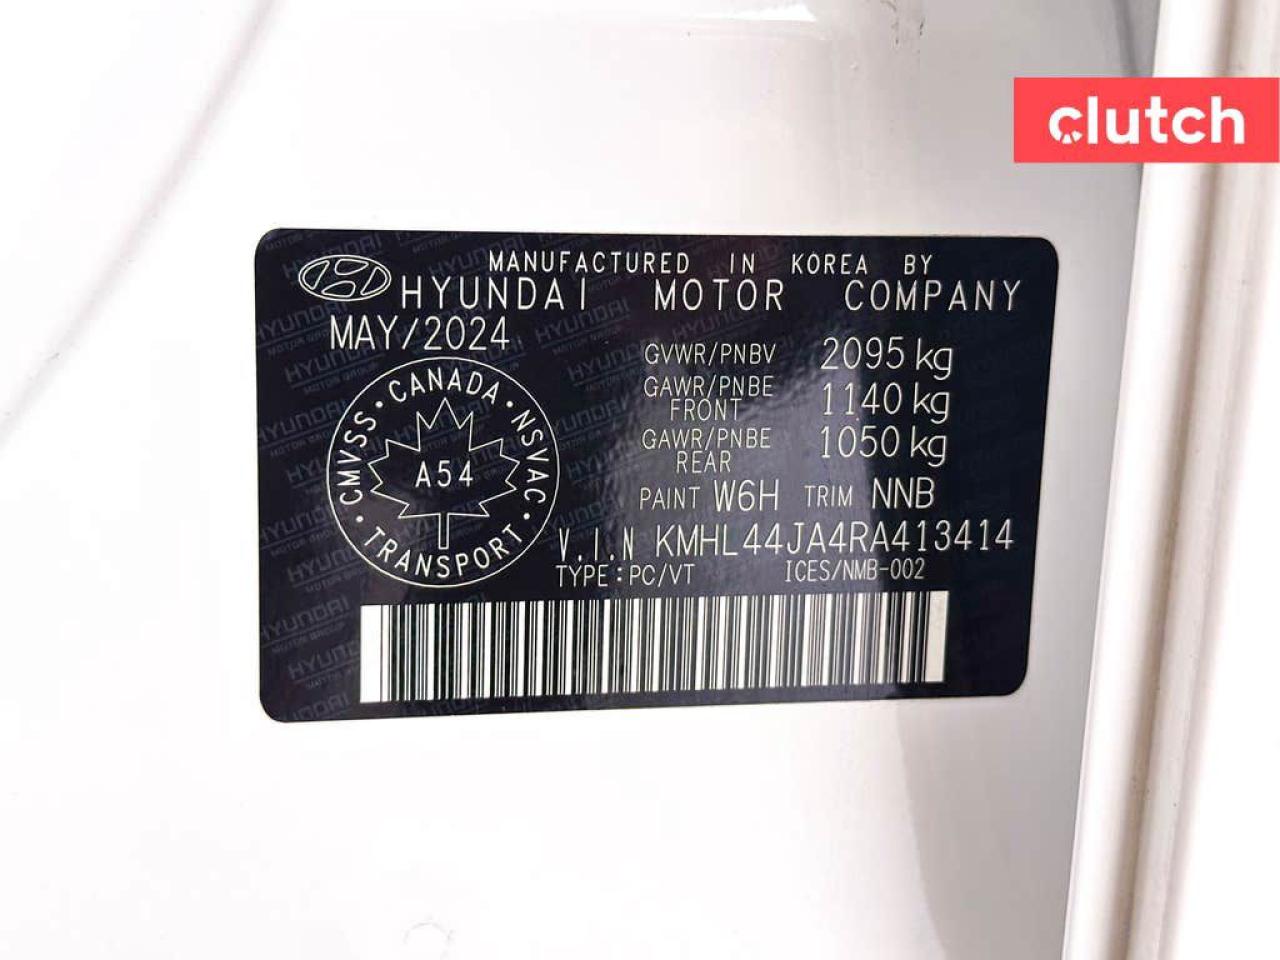 clutch
MANUFACTURED IN KOREA BY
HYUNDAI MOTOR COMPANY
MAY/2024
GVWR/PNBV 2095 kg
GAWR/PNBE FRONT 1140 kg
GAWR/PNBE REAR 1050 kg
CMVSS · CANADA · NSVAC · TRANSPORT ·
A54
PAINT W6H TRIM NNB
V.I.N KMHL44JA4RA413414
TYPE : PC/VT ICES/NMB-002